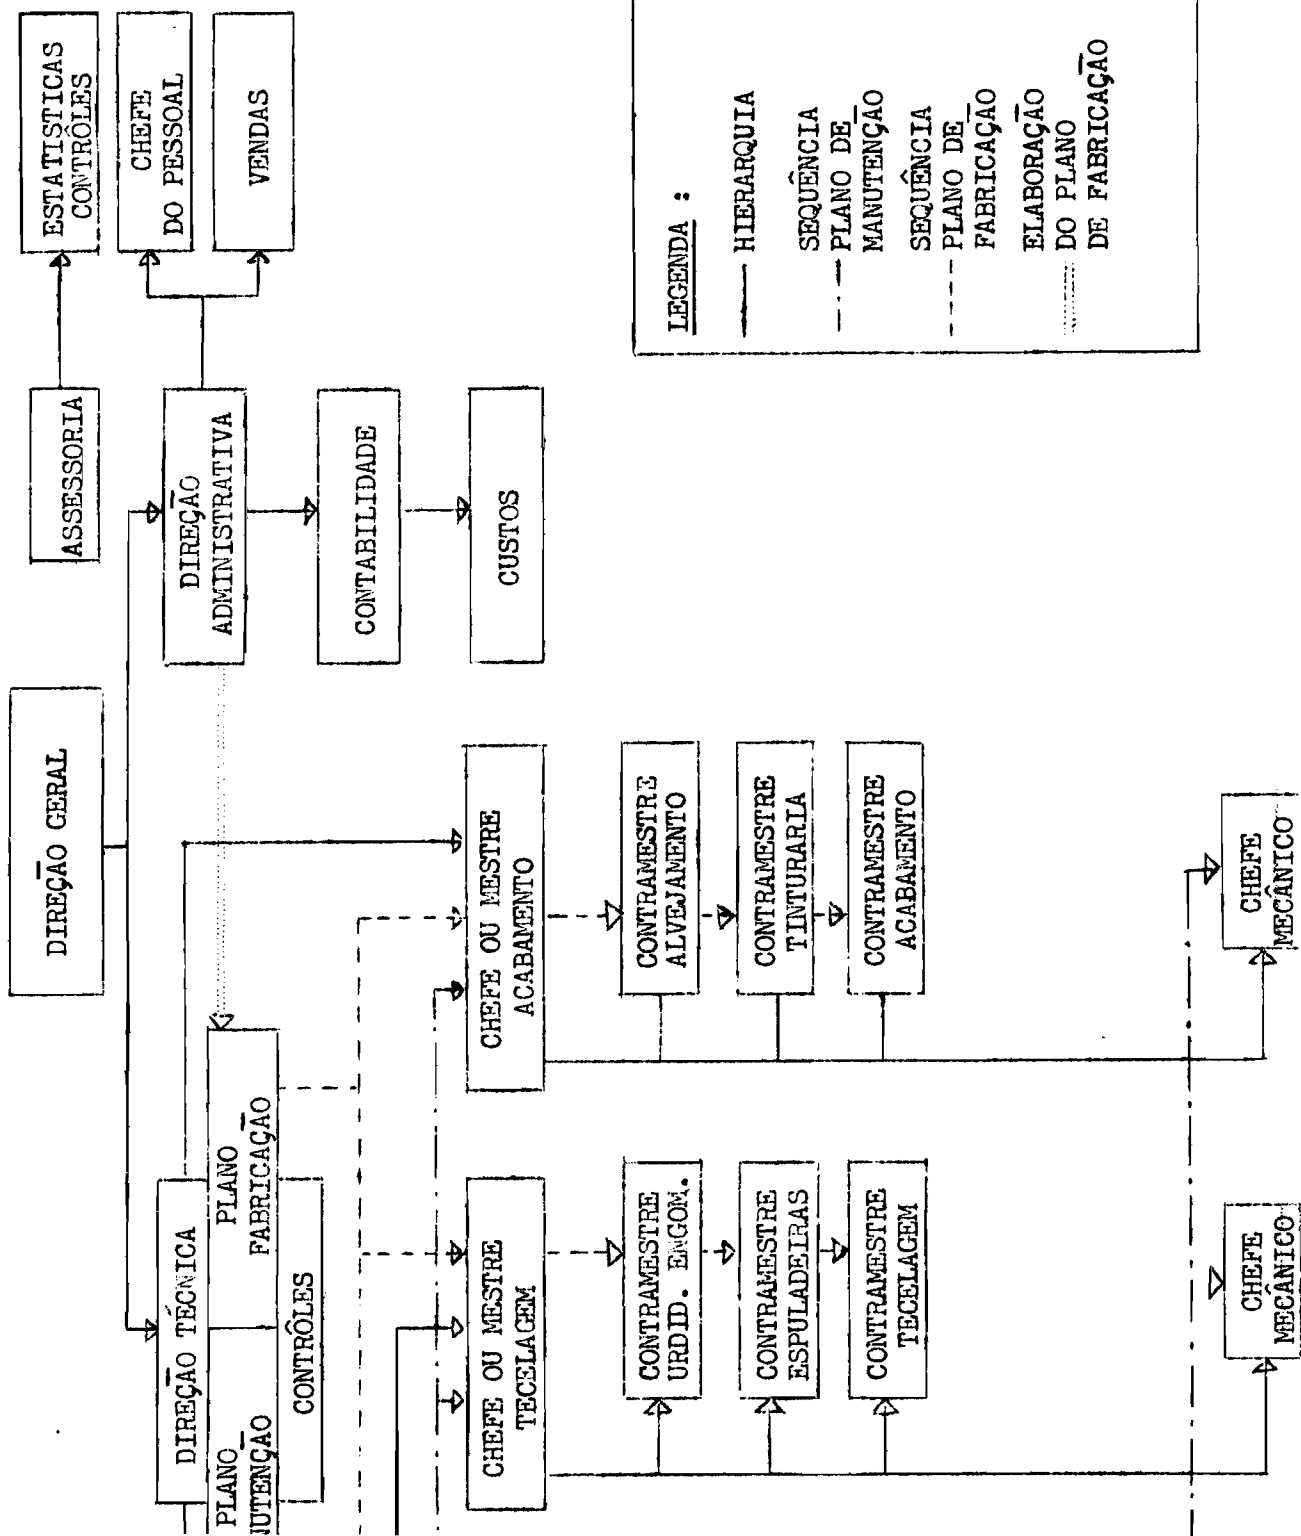 DIREÇÃO GERAL
ASSESSORIA
ESTATISTICAS
CONTRÔLES
CHEFE
DO PESSOAL
VENDAS
DIREÇÃO
ADMINISTRATIVA
CONTABILIDADE
CUSTOS
DIREÇÃO TÉCNICA
PLANO
NUTENÇÃO
PLANO
FABRICAÇÃO
CONTRÔLES
CHEFE OU MESTRE
TECELAGEM
CONTRAMESTRE
URDID. ENGOM.
CONTRAMESTRE
ESPULADEIRAS
CONTRAMESTRE
TECELAGEM
CHEFE
MECÂNICO
CHEFE OU MESTRE
ACABAMENTO
CONTRAMESTRE
ALVEJAMENTO
CONTRAMESTRE
TINTURARIA
CONTRAMESTRE
ACABAMENTO
CHEFE
MECÂNICO
LEGENDA :
HIERARQUIA
SEQUÊNCIA
PLANO DE
MANUTENÇÃO
SEQUÊNCIA
PLANO DE
FABRICAÇÃO
ELABORAÇÃO
DO PLANO
DE FABRICAÇÃO